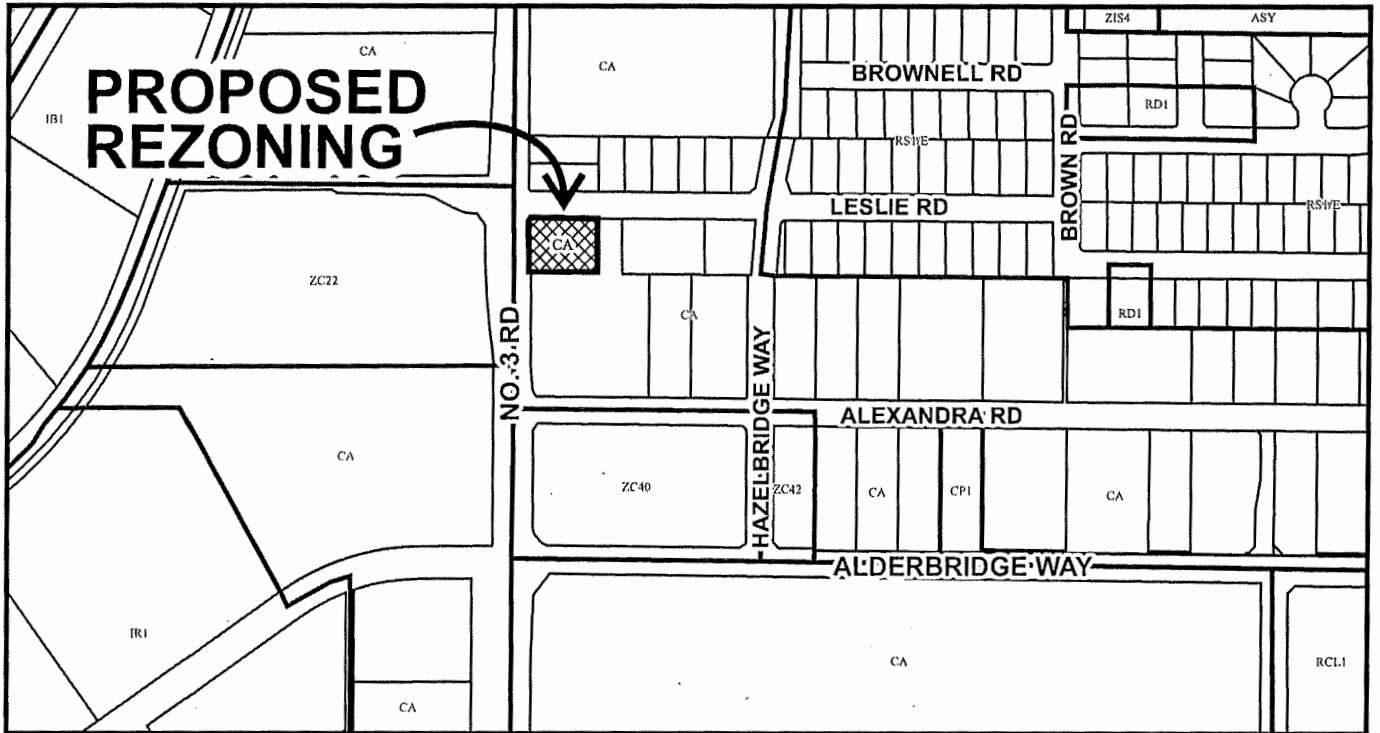 ZIS4
ASY
CA
CA
BROWNELL RD
PROPOSED
REZONING
IB1
RD1
BROWN RD
RS1/E
LESLIE RD
RS1/E
CA
ZC22
NO. 3 RD
CA
RD1
HAZELBRIDGE WAY
ALEXANDRA RD
CA
ZC40
ZC42
CA
CP1
CA
ALDERBRIDGE WAY
IR1
CA
RCL1
CA